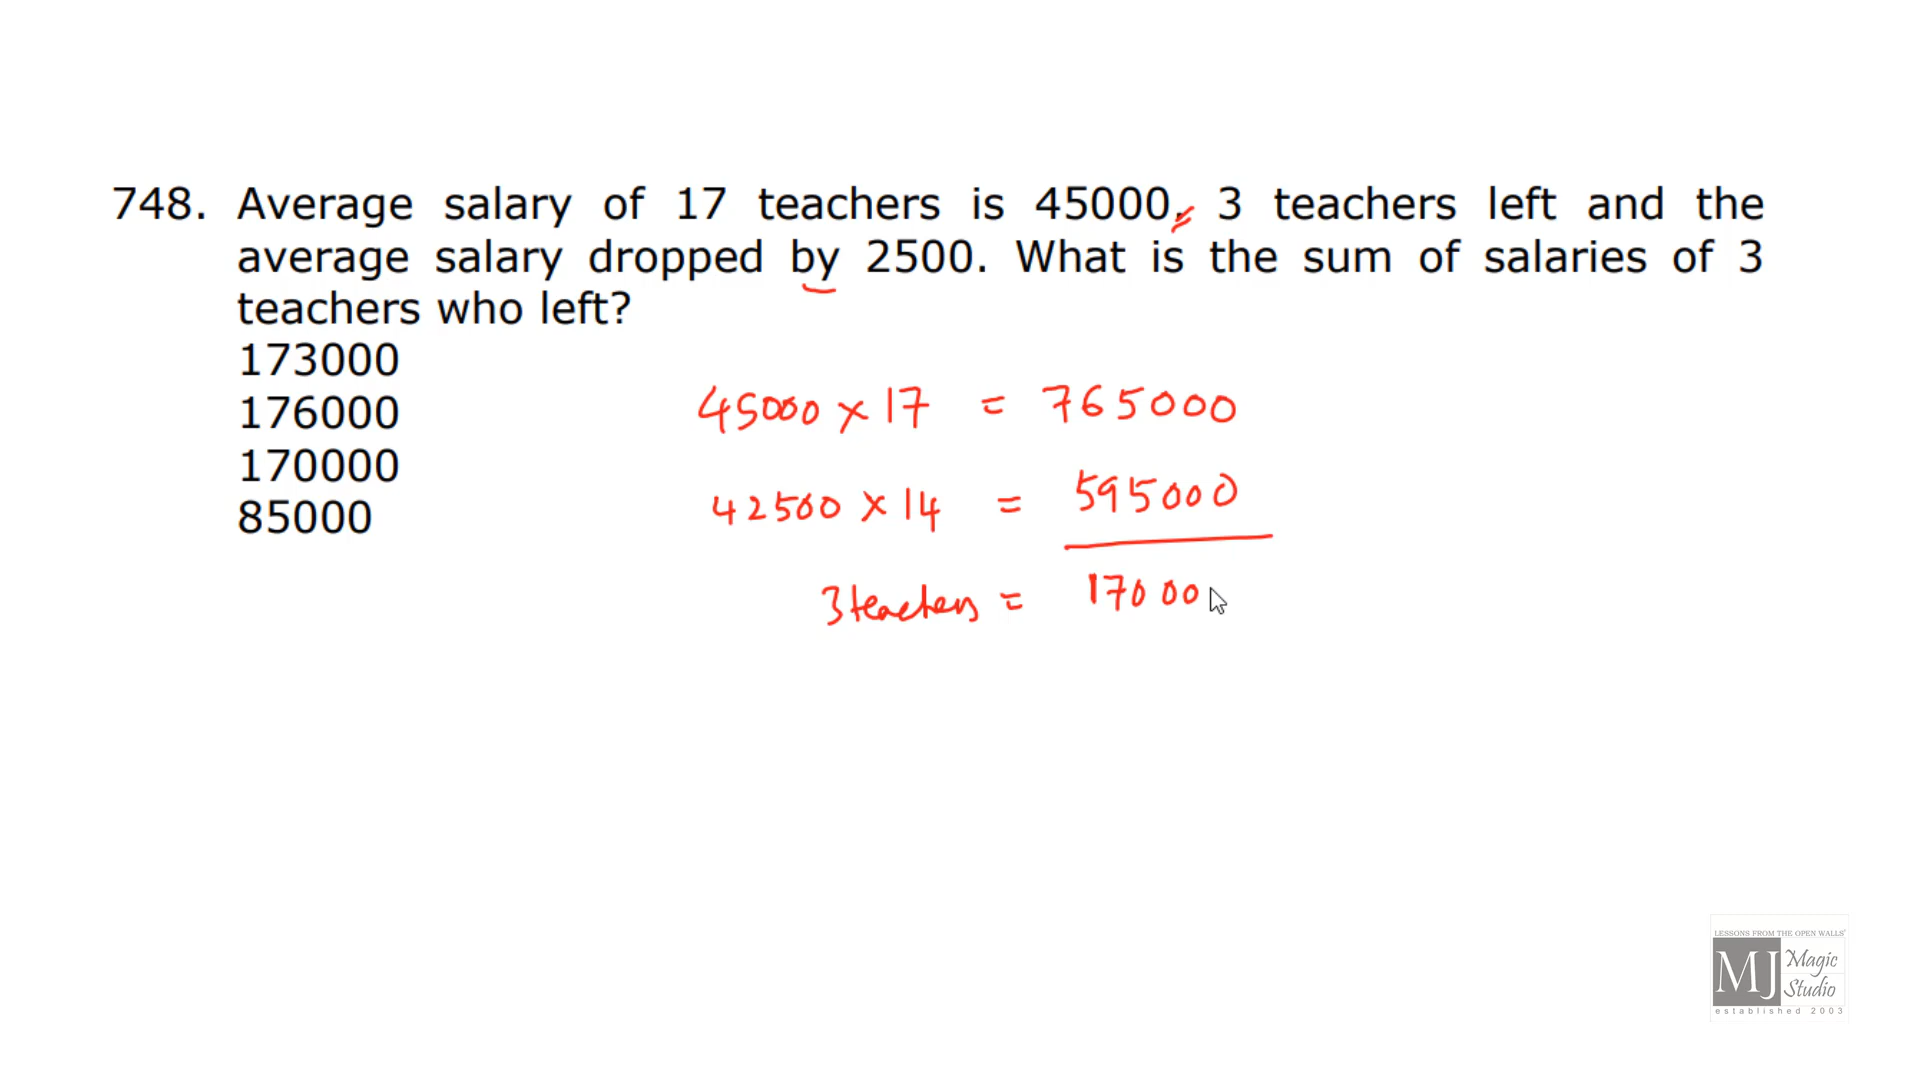 748. Average salary of 17 teachers is 45000, 3 teachers left and the
average salary dropped by 2500. What is the sum of salaries of 3
teachers who left?
173000
176000
170000
85000
45000 × 17 = 765000
42500 × 14 = 595000
3 teachers = 17000
LESSONS FROM THE OPEN WALLS
MJ Magic Studio
established 2003